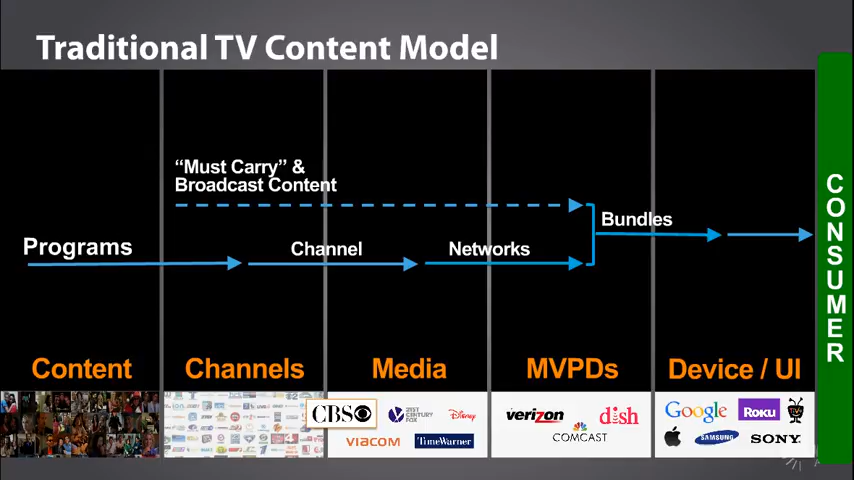 Traditional TV Content Model
“Must Carry” &
Broadcast Content
Programs
Channel
Networks
Bundles
CONSUMER
Content
Channels
Media
MVPDs
Device / UI
CBS
21ST
CENTURY
FOX
Disney
VIACOM
TimeWarner
verizon
dish
COMCAST
Google
Roku
TiVo
SAMSUNG
SONY